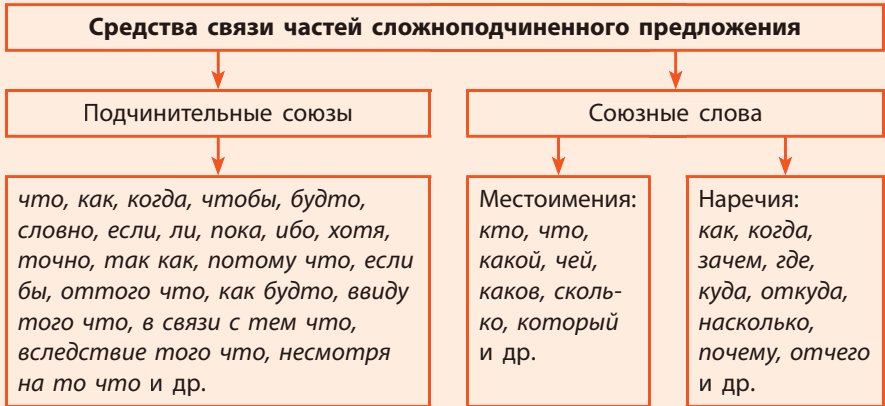 Средства связи частей сложноподчиненного предложения
Подчинительные союзы
Союзные слова
что, как, когда, чтобы, будто,
словно, если, ли, пока, ибо, хотя,
точно, так как, потому что, если
бы, оттого что, как будто, ввиду
того что, в связи с тем что,
вследствие того что, несмотря
на то что и др.
Местоимения:
кто, что,
какой, чей,
каков, сколь-
ко, который
и др.
Наречия:
как, когда,
зачем, где,
куда, откуда,
насколько,
почему, отчего
и др.